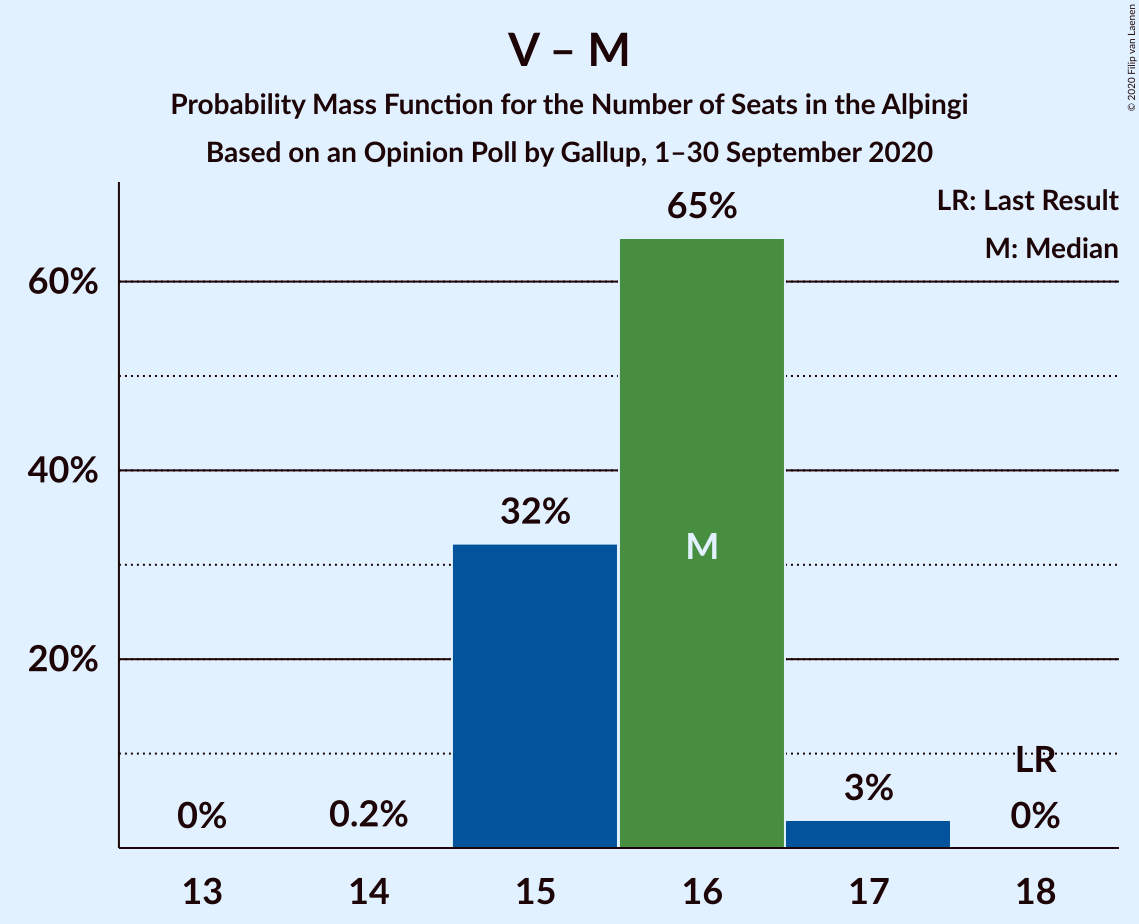 V – M
Probability Mass Function for the Number of Seats in the Alþingi
Based on an Opinion Poll by Gallup, 1–30 September 2020
© 2020 Filip van Laenen
LR: Last Result
M: Median
60%
40%
20%
0%
0.2%
32%
65%
M
3%
LR
0%
13
14
15
16
17
18